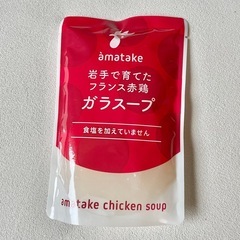 àmatake
岩手で育てた
フランス赤鶏
ガラスープ
食塩を加えていません
amatake chicken soup